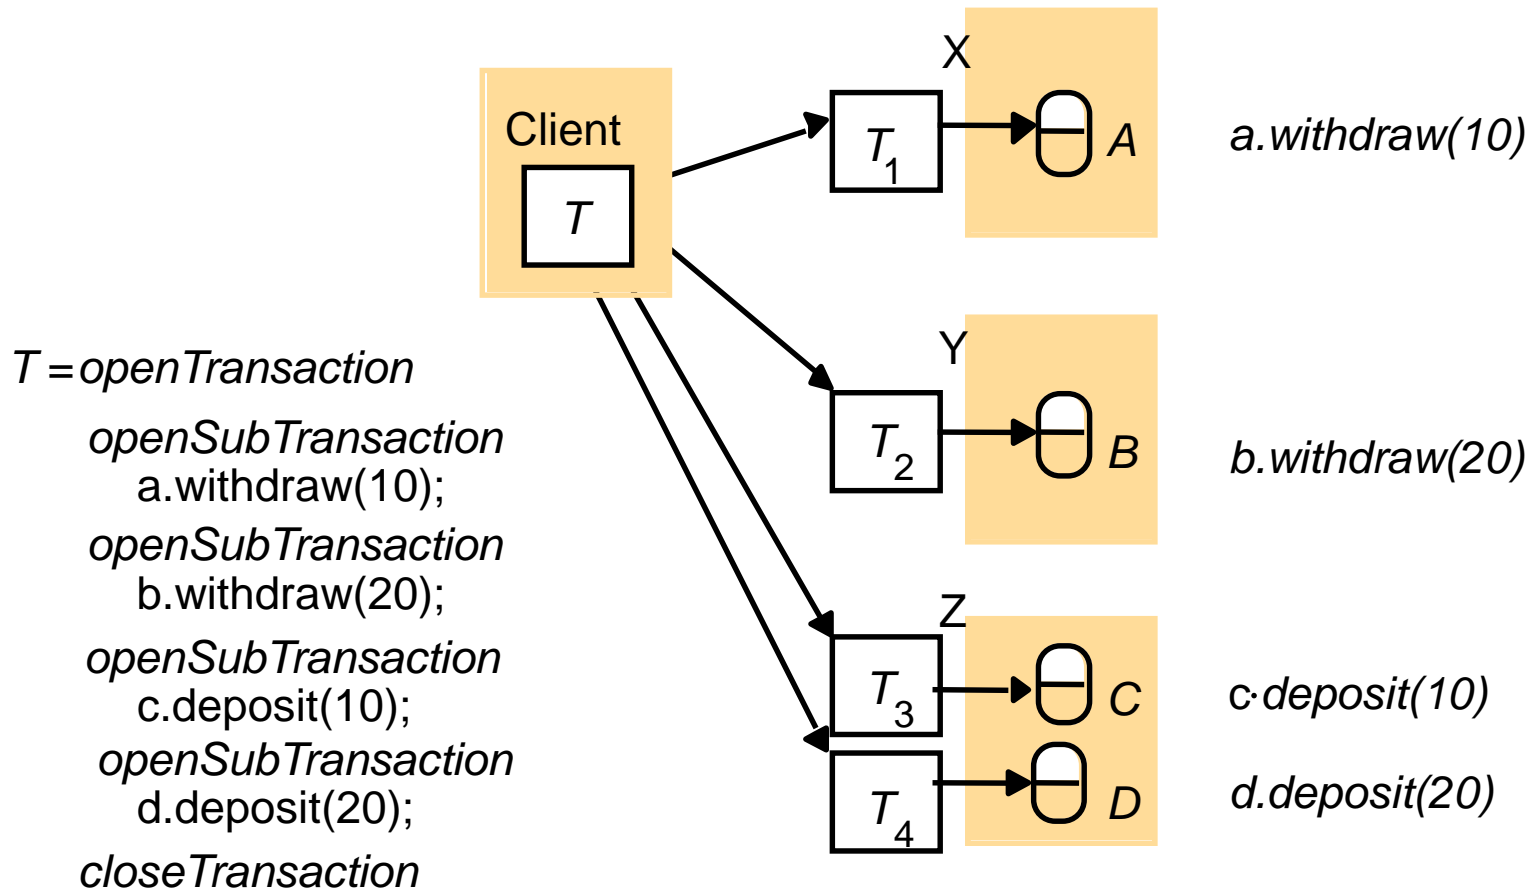 Client
T
T1
X
A
a.withdraw(10)
T2
Y
B
b.withdraw(20)
T3
Z
C
c.deposit(10)
T4
D
d.deposit(20)
T = openTransaction
openSubTransaction
a.withdraw(10);
openSubTransaction
b.withdraw(20);
openSubTransaction
c.deposit(10);
openSubTransaction
d.deposit(20);
closeTransaction